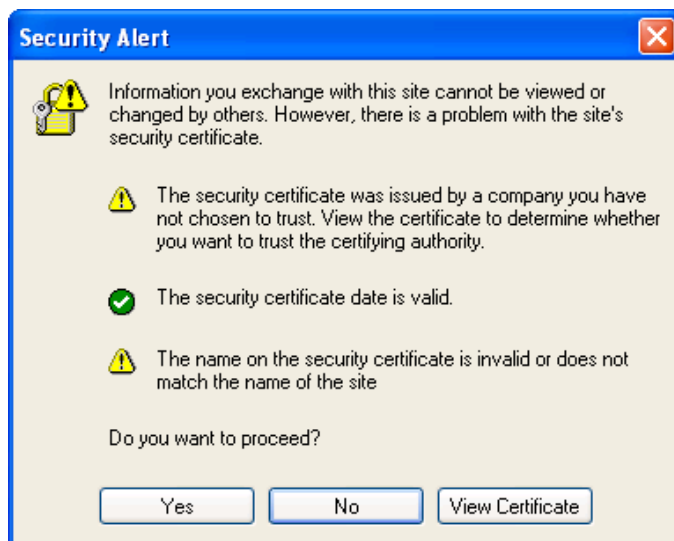 Security Alert
Information you exchange with this site cannot be viewed or
changed by others. However, there is a problem with the site's
security certificate.
The security certificate was issued by a company you have
not chosen to trust. View the certificate to determine whether
you want to trust the certifying authority.
The security certificate date is valid.
The name on the security certificate is invalid or does not
match the name of the site
Do you want to proceed?
Yes No View Certificate